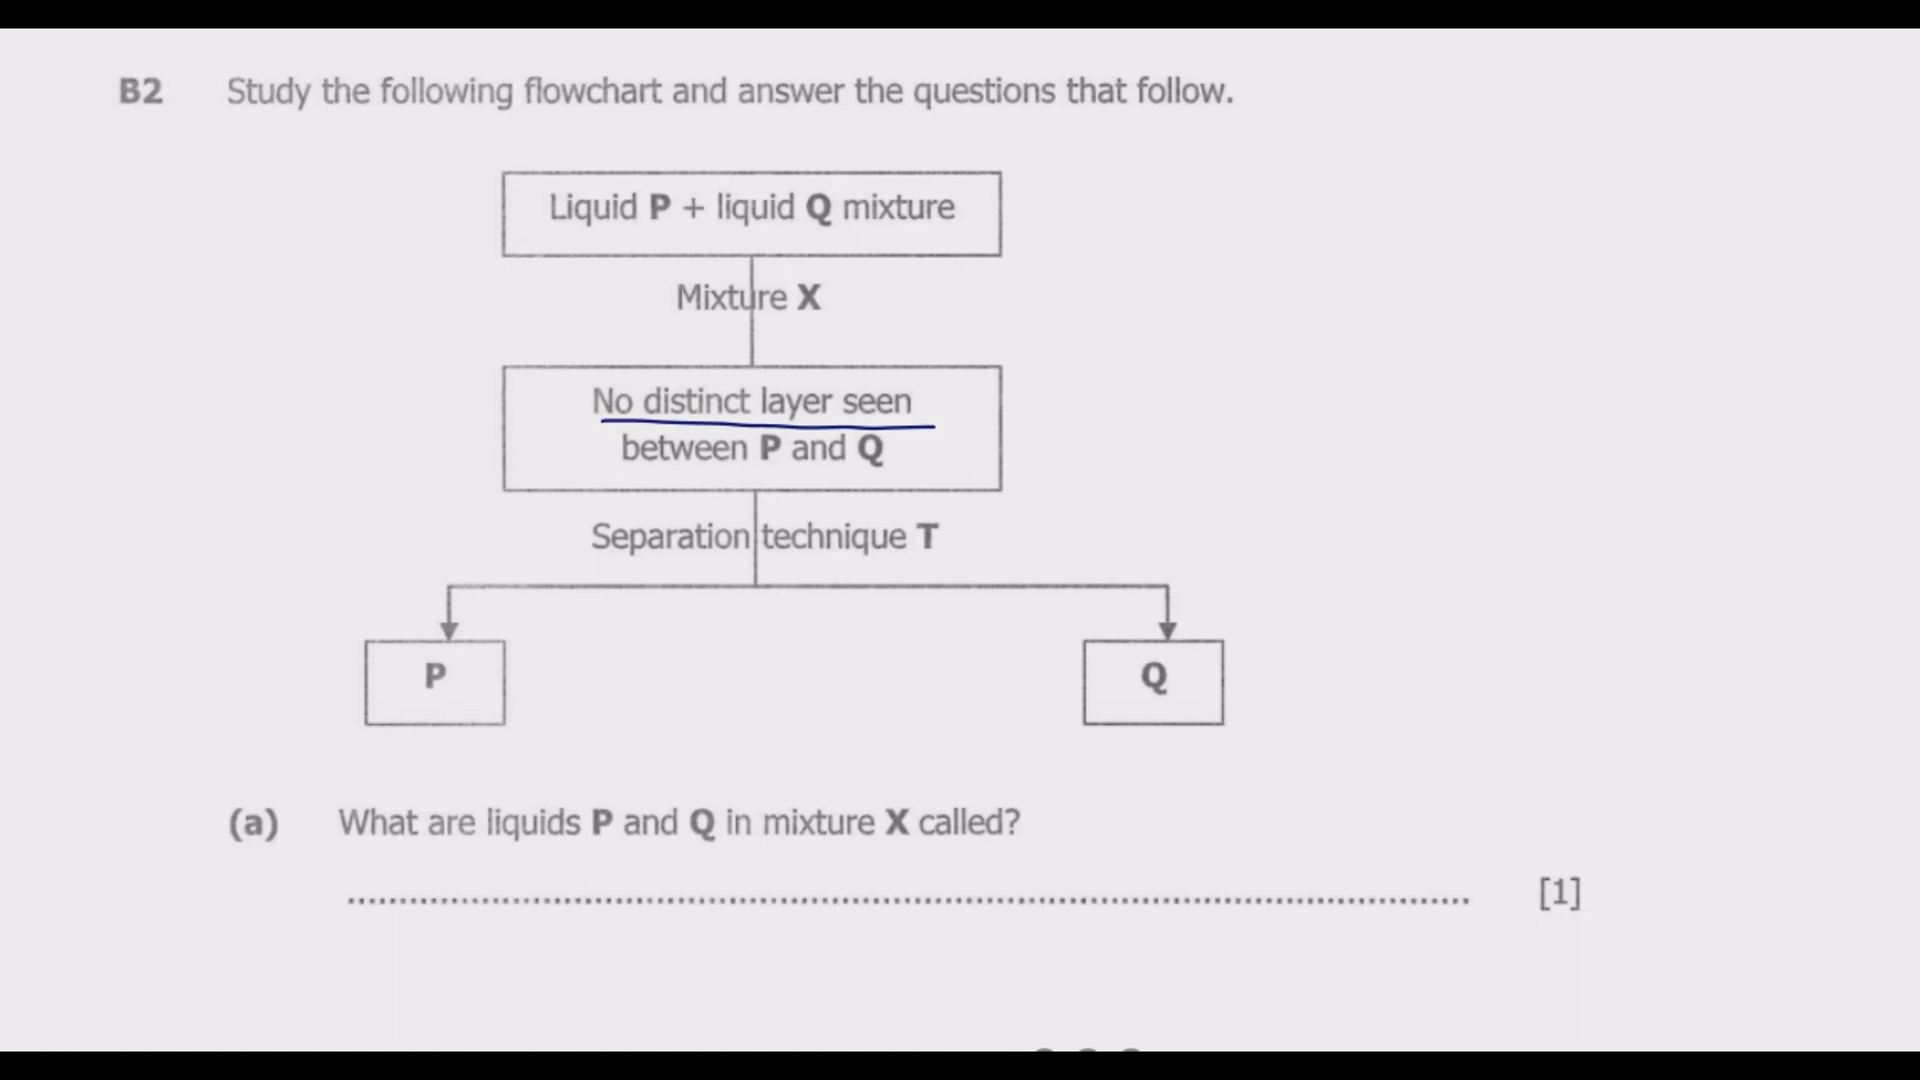 B2 Study the following flowchart and answer the questions that follow.
Liquid P + liquid Q mixture
Mixture X
No distinct layer seen
between P and Q
Separation technique T
P
Q
(a) What are liquids P and Q in mixture X called?
[1]